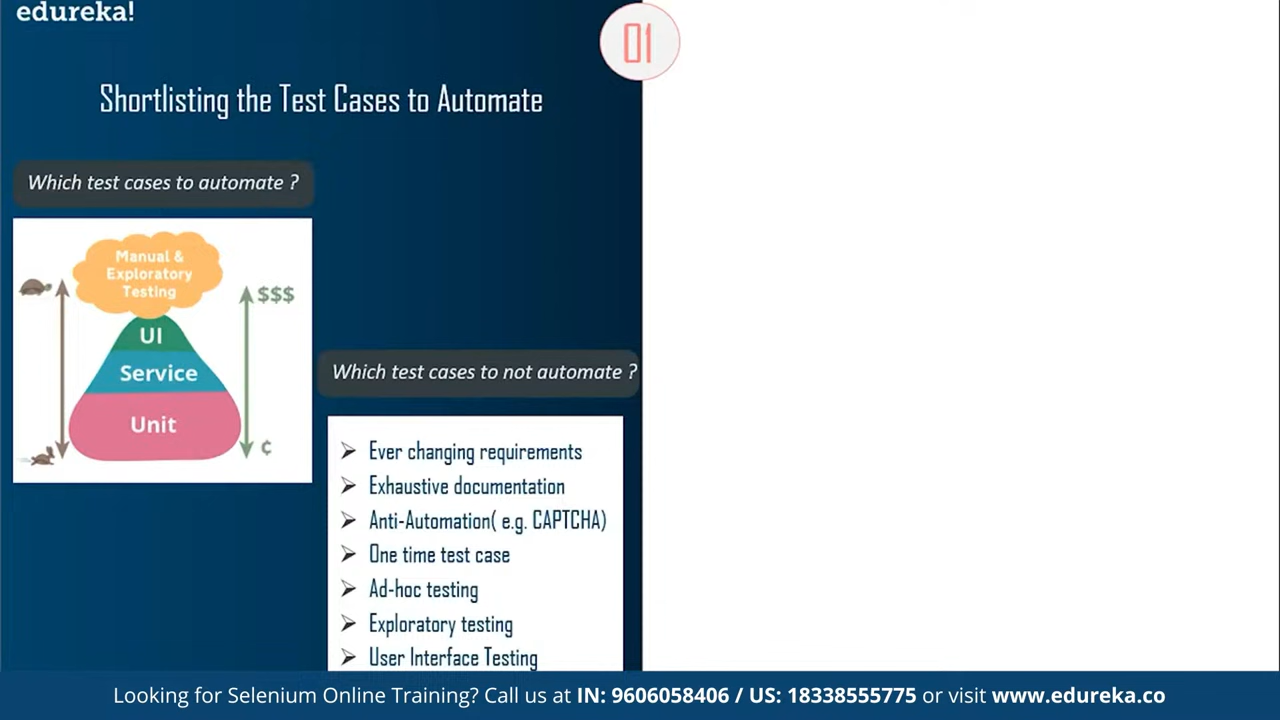 edureka!
01
Shortlisting the Test Cases to Automate
Which test cases to automate ?
Manual &
Exploratory
Testing
$$$
UI
Service
Unit
¢
Which test cases to not automate ?
Ever changing requirements
Exhaustive documentation
Anti-Automation( e.g. CAPTCHA)
One time test case
Ad-hoc testing
Exploratory testing
User Interface Testing
Looking for Selenium Online Training? Call us at IN: 9606058406 / US: 18338555775 or visit www.edureka.co